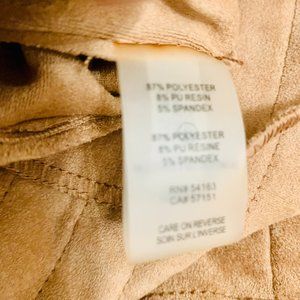 87% POLYESTER
8% PU RESIN
5% SPANDEX
87% POLYESTER
8% PU RESINE
5% SPANDEX
RN# 54163
CA# 57151
CARE ON REVERSE
SOIN SUR L'INVERSE